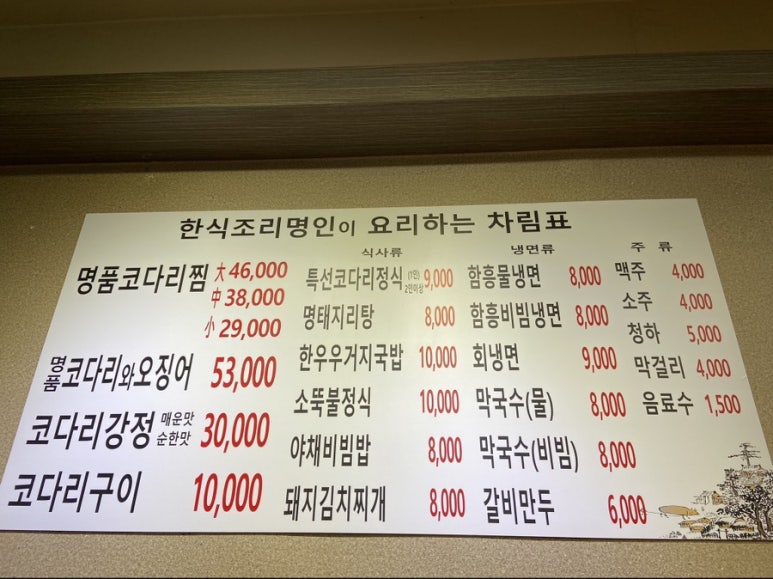 한식조리명인이 요리하는 차림표
명품코다리찜 大 46,000
中 38,000
小 29,000
명품 코다리와오징어 53,000
코다리강정 매운맛 순한맛 30,000
코다리구이 10,000
식사류
특선코다리정식 (1인) 2인이상 9,000
명태지리탕 8,000
한우우거지국밥 10,000
소뚝불정식 10,000
야채비빔밥 8,000
돼지김치찌개 8,000
냉면류
함흥물냉면 8,000
함흥비빔냉면 8,000
회냉면 9,000
막국수(물) 8,000
막국수(비빔) 8,000
갈비만두 6,000
주 류
맥주 4,000
소주 4,000
청하 5,000
막걸리 4,000
음료수 1,500